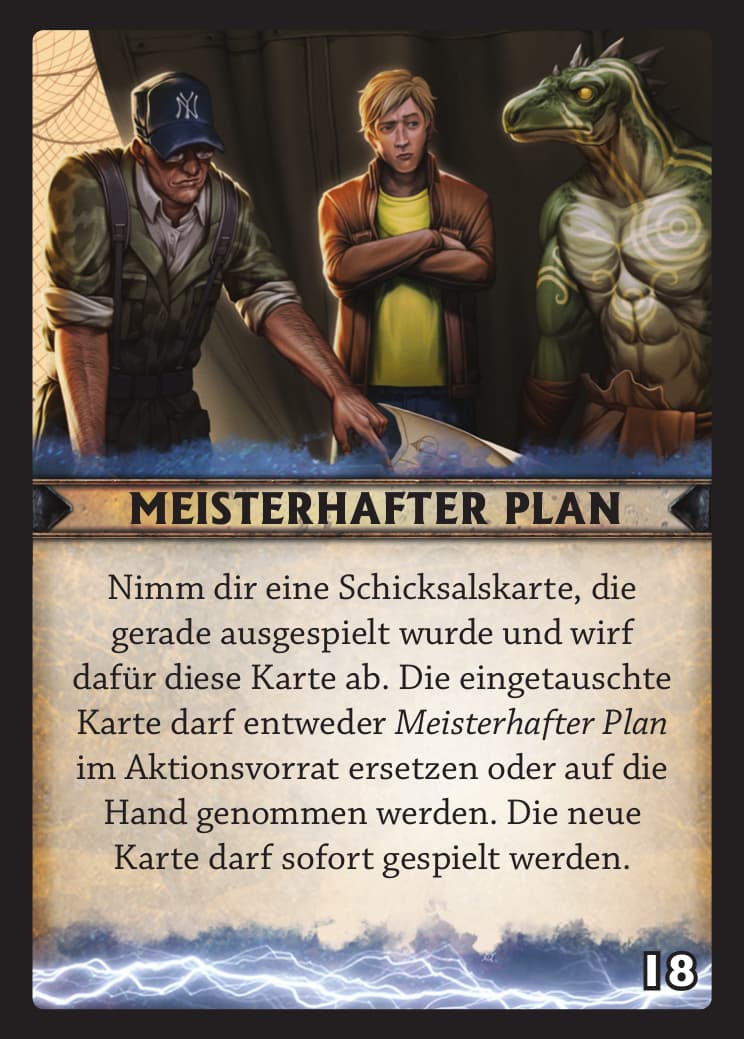 NY
MEISTERHAFTER PLAN
Nimm dir eine Schicksalskarte, die
gerade ausgespielt wurde und wirf
dafür diese Karte ab. Die eingetauschte
Karte darf entweder Meisterhafter Plan
im Aktionsvorrat ersetzen oder auf die
Hand genommen werden. Die neue
Karte darf sofort gespielt werden.
18